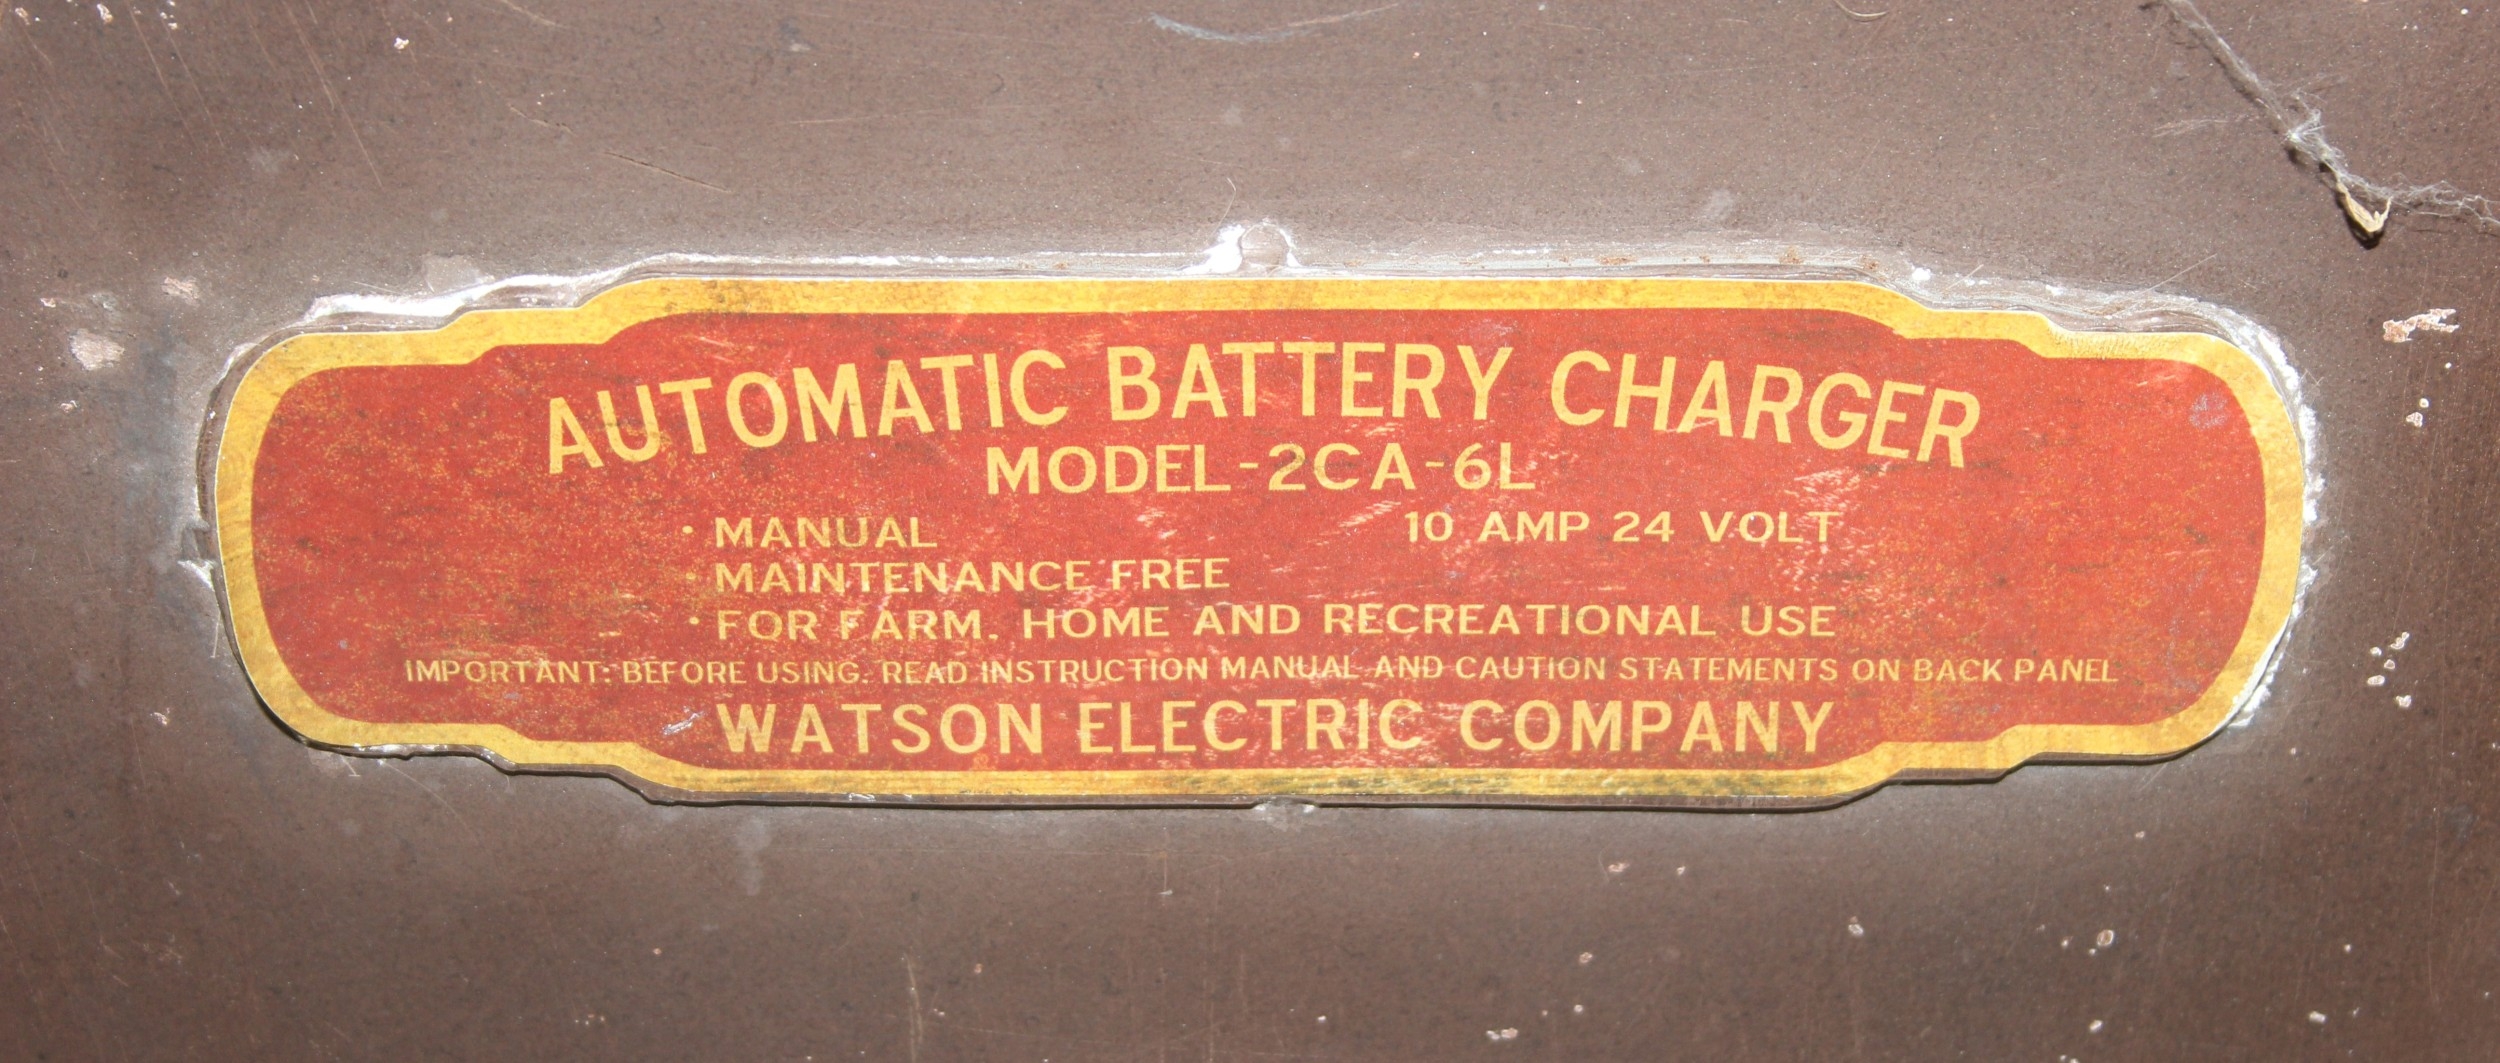 AUTOMATIC BATTERY CHARGER
MODEL-2CA-6L
• MANUAL 10 AMP 24 VOLT
• MAINTENANCE FREE
• FOR FARM. HOME AND RECREATIONAL USE
IMPORTANT: BEFORE USING. READ INSTRUCTION MANUAL AND CAUTION STATEMENTS ON BACK PANEL
WATSON ELECTRIC COMPANY